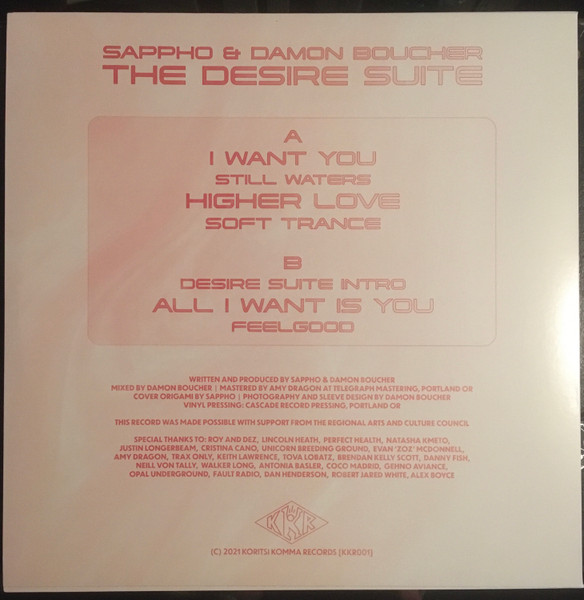 SAPPHO & DAMON BOUCHER
THE DESIRE SUITE
A
I WANT YOU
STILL WATERS
HIGHER LOVE
SOFT TRANCE
B
DESIRE SUITE INTRO
ALL I WANT IS YOU
FEELGOOD
WRITTEN AND PRODUCED BY SAPPHO & DAMON BOUCHER
MIXED BY DAMON BOUCHER | MASTERED BY AMY DRAGON AT TELEGRAPH MASTERING, PORTLAND OR
COVER ORIGAMI BY SAPPHO | PHOTOGRAPHY AND SLEEVE DESIGN BY DAMON BOUCHER
VINYL PRESSING: CASCADE RECORD PRESSING, PORTLAND OR
THIS RECORD WAS MADE POSSIBLE WITH SUPPORT FROM THE REGIONAL ARTS AND CULTURE COUNCIL
SPECIAL THANKS TO: ROY AND DEZ, LINCOLN HEATH, PERFECT HEALTH, NATASHA KMETO,
JUSTIN LONGERBEAM, CRISTINA CANO, UNICORN BREEDING GROUND, EVAN 'ZOZ' MCDONNELL,
AMY DRAGON, TRAX ONLY, KEITH LAWRENCE, TOVA LOBATZ, BRENDAN KELLY SCOTT, DANNY FISH,
NEILL VON TALLY, WALKER LONG, ANTONIA BASLER, COCO MADRID, GEHNO AVIANCE,
OPAL UNDERGROUND, FAULT RADIO, DAN HENDERSON, ROBERT JARED WHITE, ALEX BOYCE
KKR
(C) 2021 KORITSI KOMMA RECORDS [KKR001]